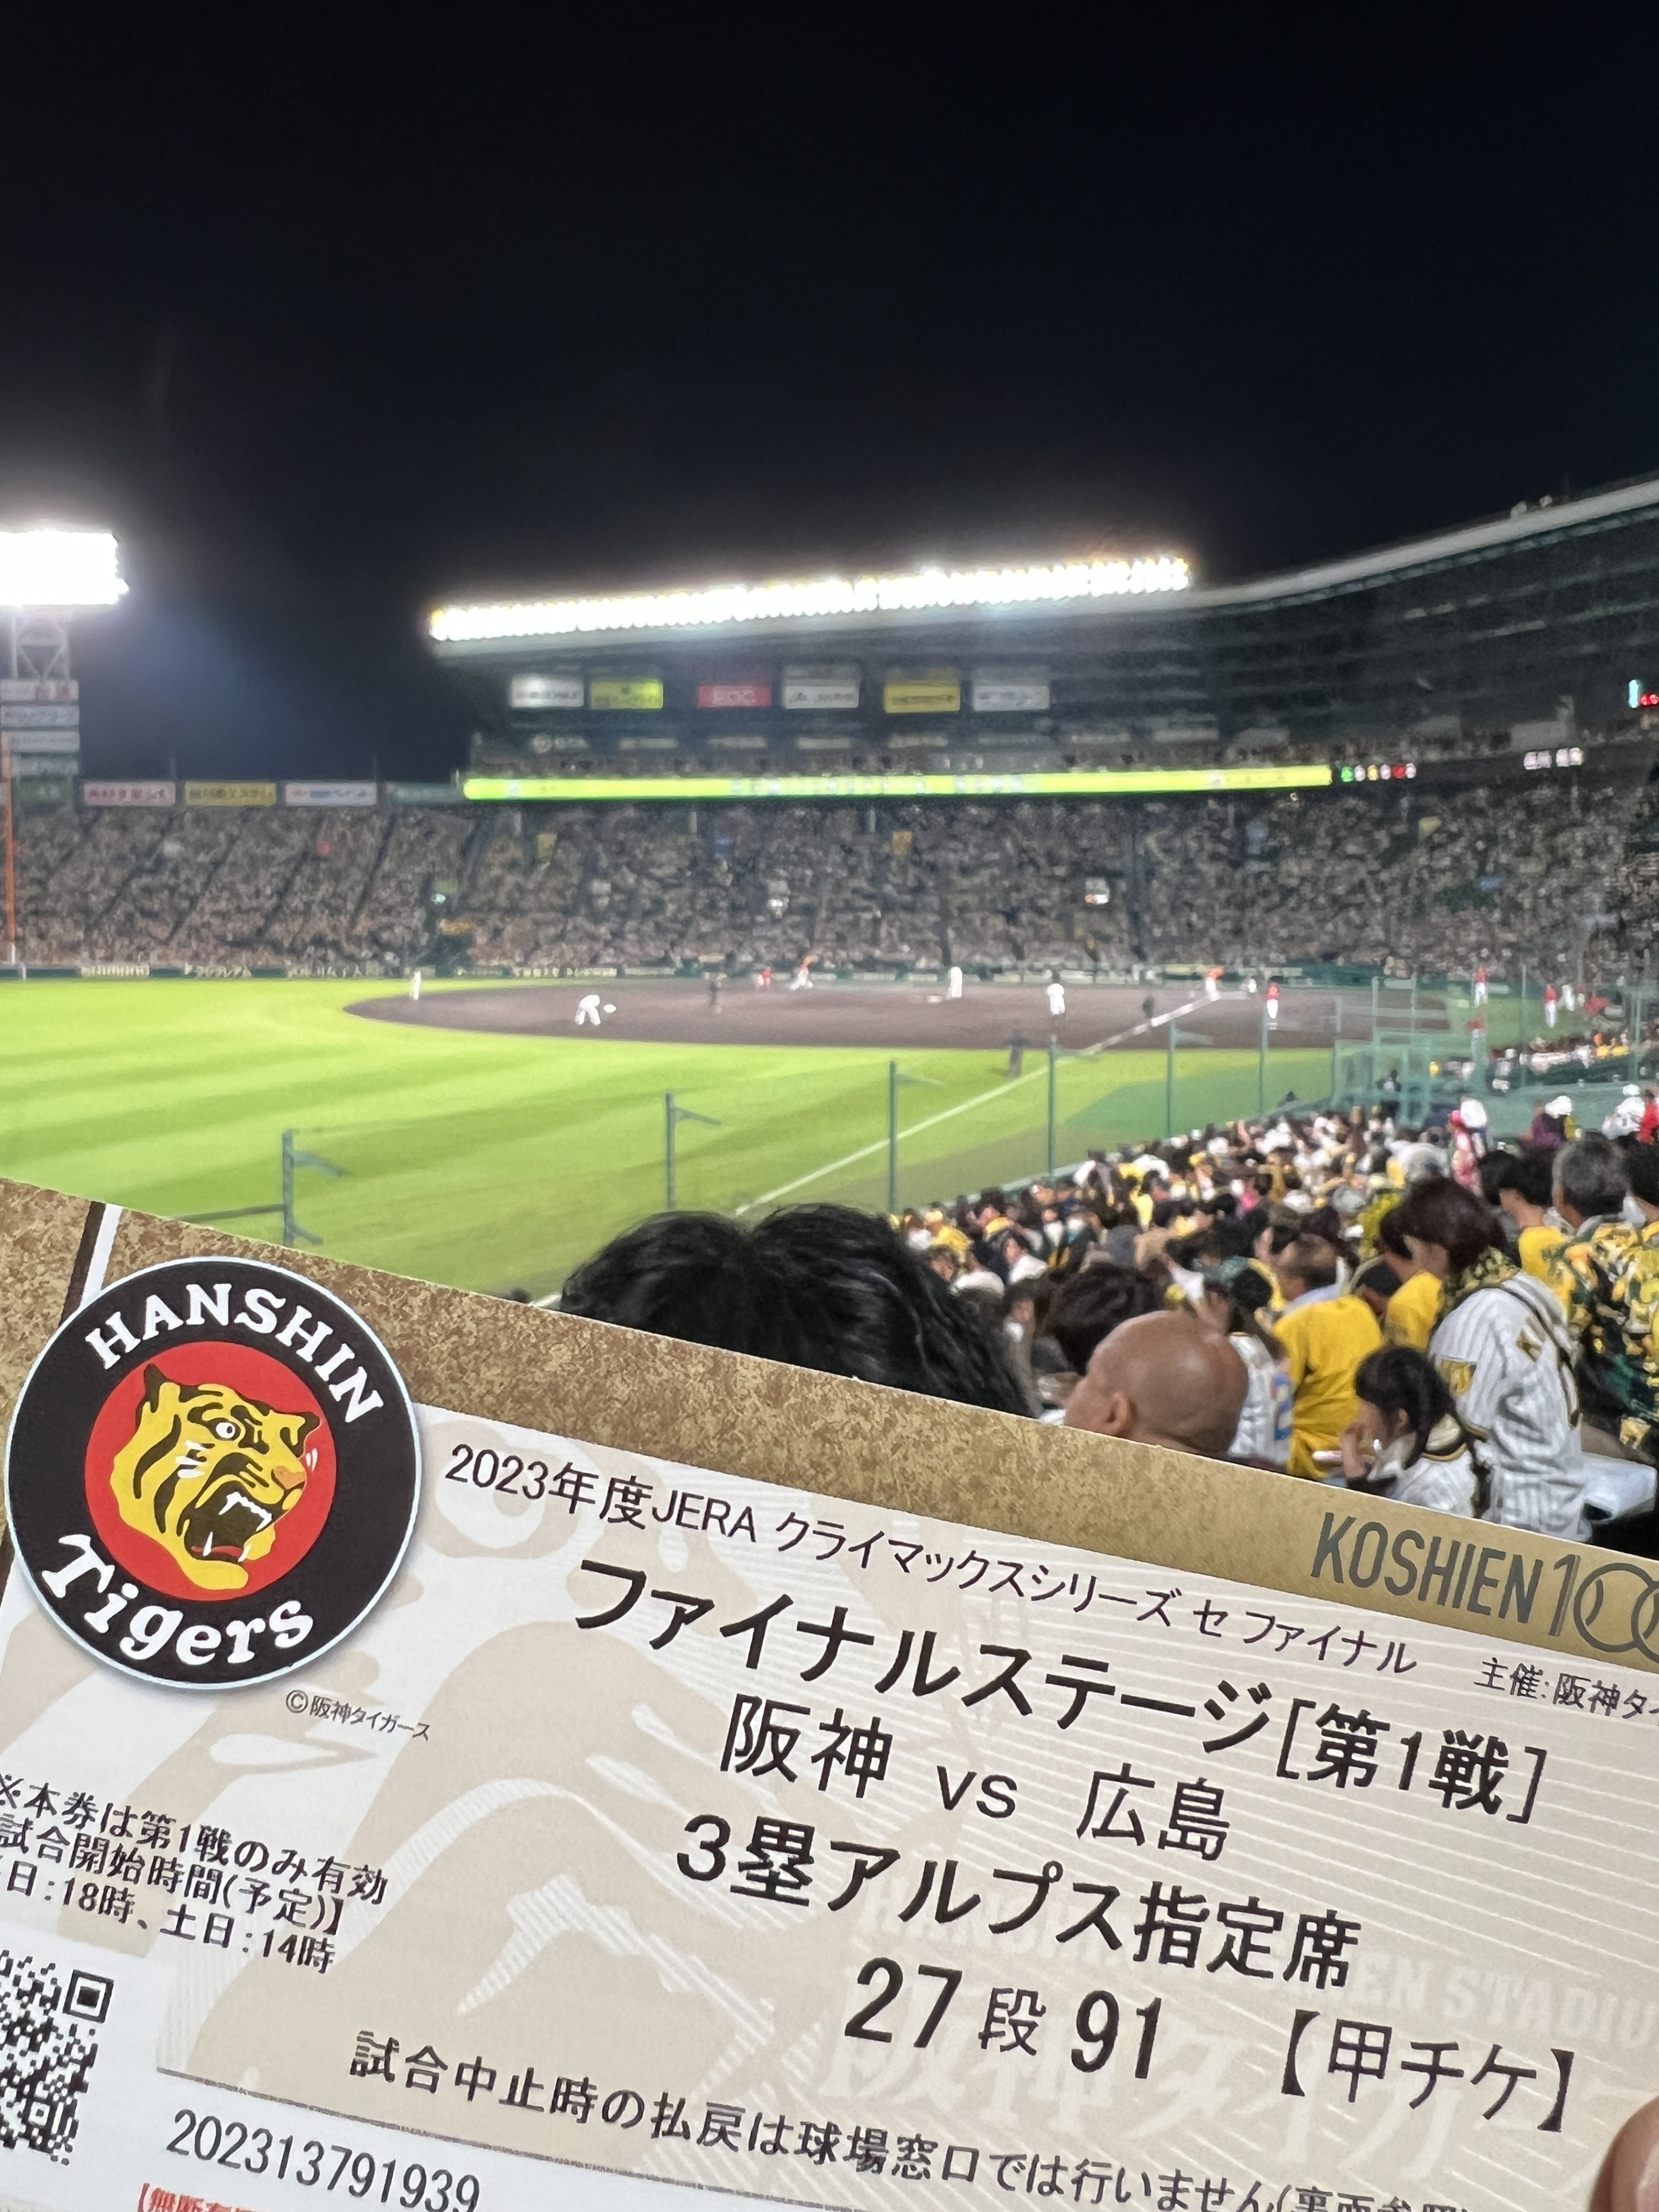 HANSHIN
Tigers
©阪神タイガース
KOSHIEN 100
2023年度JERA クライマックスシリーズ セ ファイナル
主催:阪神タ
ファイナルステージ[第1戦]
阪神 vs 広島
3塁アルプス指定席
27 段 91 【甲チケ】
※本券は第1戦のみ有効
試合開始時間(予定)】
日:18時、土日:14時
試合中止時の払戻は球場窓口では行いません(裏面参照)
202313791939